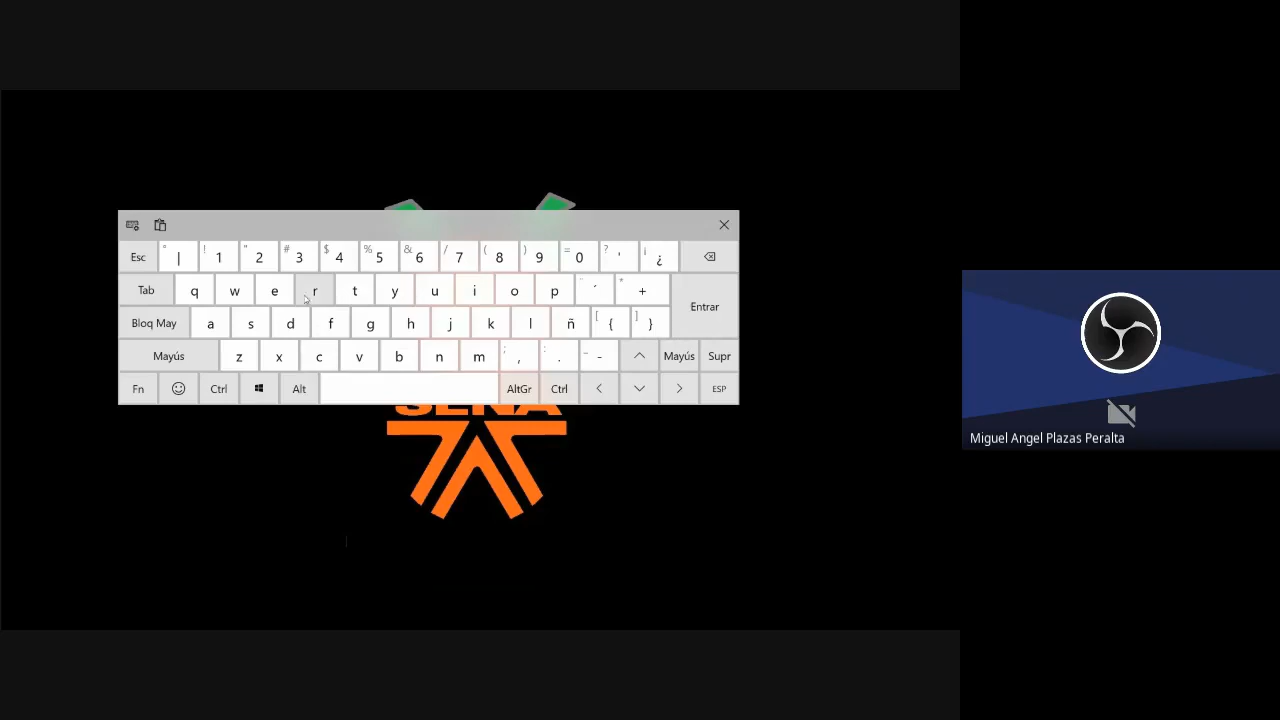 Esc ° | ! 1 " 2 # 3 $ 4 % 5 & 6 / 7 ( 8 ) 9 = 0 ? ' ¡ ¿
Tab q w e r t y u i o p ¨ ´ * +
Entrar
Bloq May a s d f g h j k l ñ [ { ] }
Mayús z x c v b n m ; , : . _ - Mayús Supr
Fn Ctrl Alt AltGr Ctrl ESP
SENA
Miguel Angel Plazas Peralta